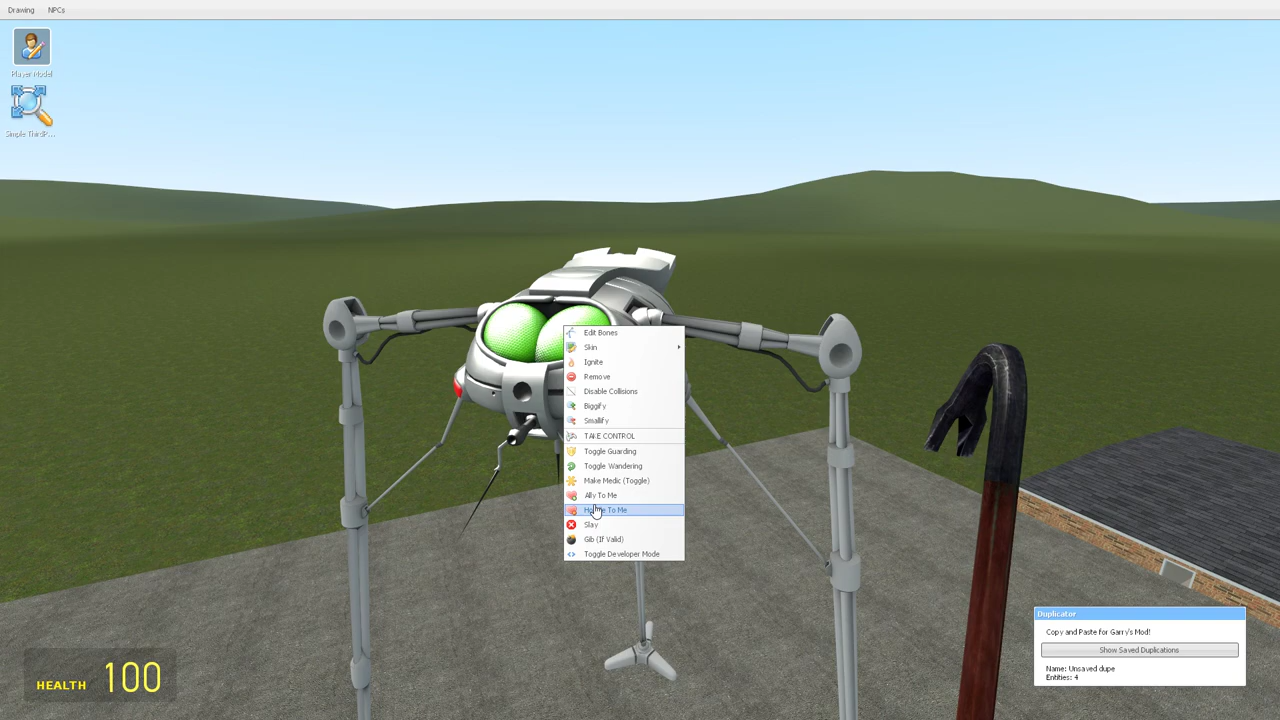 Drawing NPCs
Player Model
Simple ThirdP...
Edit Bones
Skin
Ignite
Remove
Disable Collisions
Biggify
Smallify
TAKE CONTROL
Toggle Guarding
Toggle Wandering
Make Medic (Toggle)
Ally To Me
To Me
Slay
Gib (If Valid)
Toggle Developer Mode
Duplicator
Copy and Paste for Garry's Mod!
Show Saved Duplications
Name: Unsaved dupe
Entities: 4
HEALTH 100